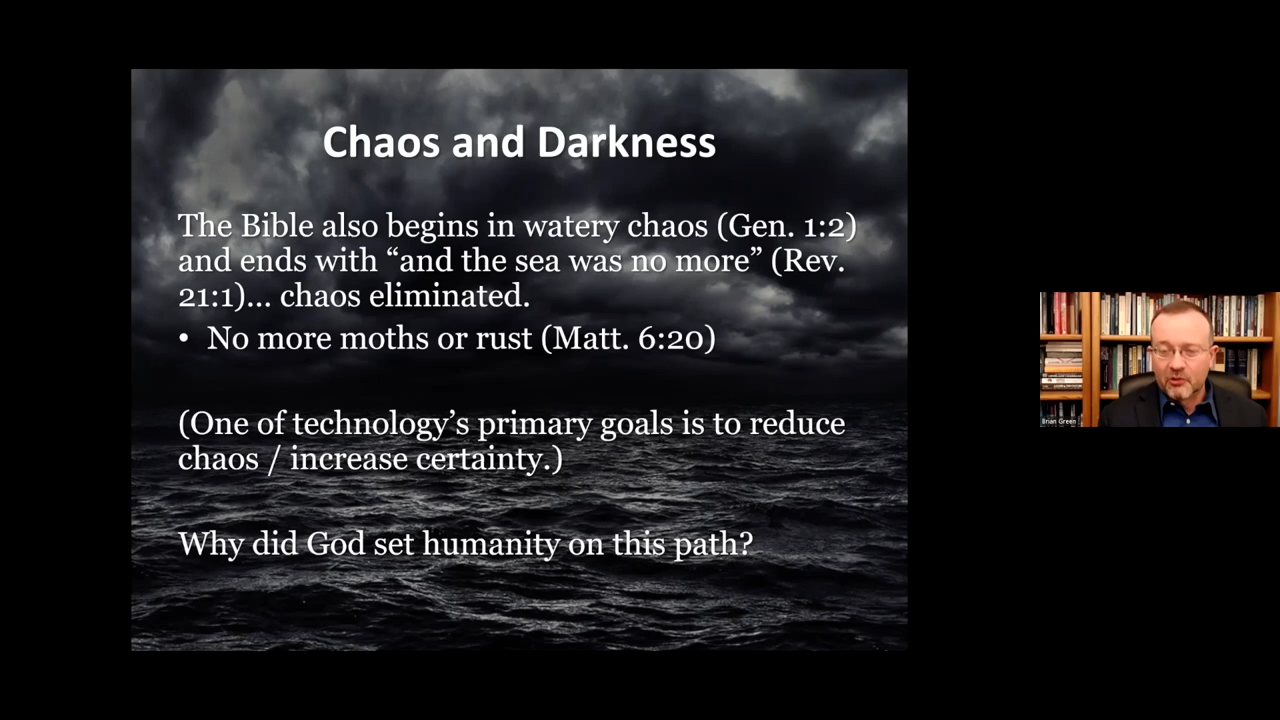 Chaos and Darkness
The Bible also begins in watery chaos (Gen. 1:2)
and ends with “and the sea was no more” (Rev.
21:1)... chaos eliminated.
• No more moths or rust (Matt. 6:20)
(One of technology’s primary goals is to reduce
chaos / increase certainty.)
Why did God set humanity on this path?
Brian Green